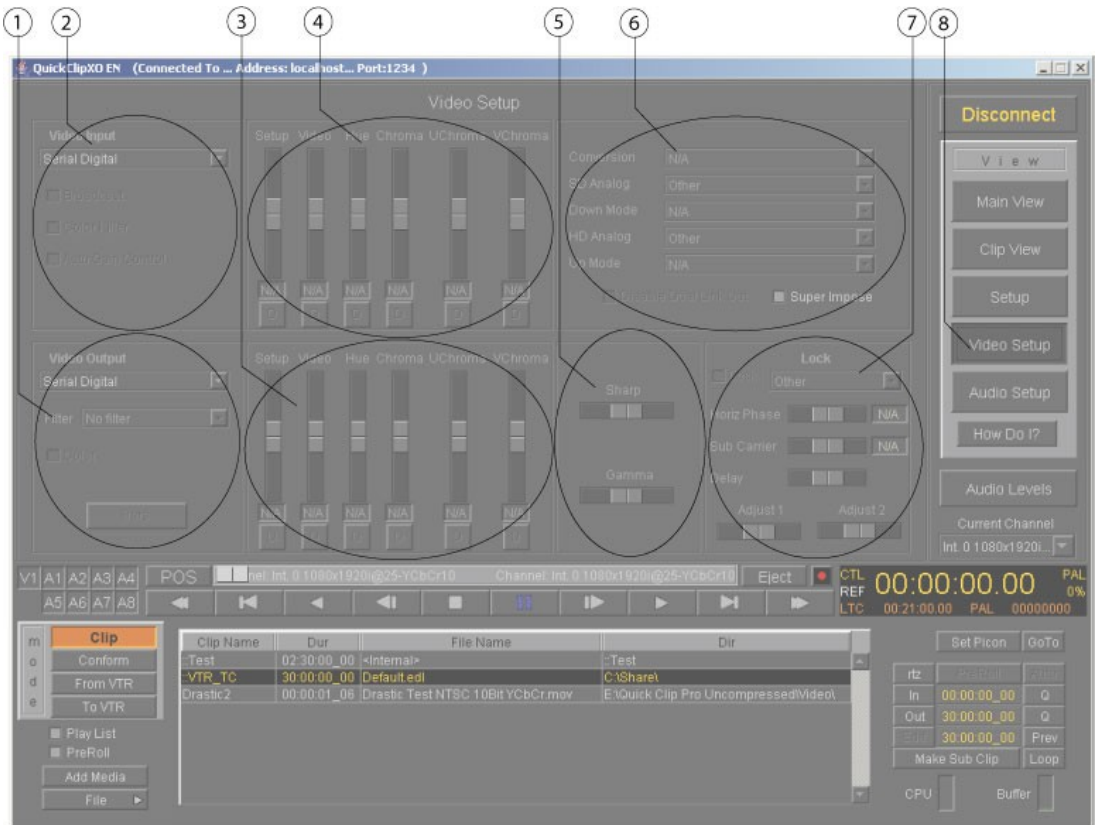 1 2 3 4 5 6 7 8
QuickClipXO EN (Connected To ... Address: localhost... Port:1234 )
Video Setup
Disconnect
Video Input
Serial Digital
Setup Video Hue Chroma UChroma VChroma
N/A N/A N/A N/A N/A N/A
D D D D D D
Conversion N/A
SD Analog Other
Down Mode N/A
HD Analog Other
Up Mode N/A
Super Impose
View
Main View
Clip View
Setup
Video Setup
Audio Setup
How Do I?
Audio Levels
Current Channel
Int. 0 1080x1920i...
Video Output
Serial Digital
Filter No filter
Setup Video Hue Chroma UChroma VChroma
N/A N/A N/A N/A N/A N/A
D D D D D D
Sharp
Gamma
Lock
Other
Horiz Phase N/A
Sub Carrier N/A
Delay
Adjust 1 Adjust 2
V1 A1 A2 A3 A4
A5 A6 A7 A8
POS
nel: Int. 0 1080x1920i@25-YCbCr10 Channel: Int. 0 1080x1920i@25-YCbCr10
Eject
CTL 00:00:00.00 PAL
REF 0%
LTC 00:21:00.00 PAL 00000000
mode
Clip
Conform
From VTR
To VTR
Play List
PreRoll
Add Media
File
Clip Name Dur File Name Dir
::Test 02:30:00_00 <Internal> ::Test
::VTR_TC 30:00:00_00 Default.edl C:\Share\
Drastic2 00:00:01_06 Drastic Test NTSC 10Bit YCbCr.mov E:\Quick Clip Pro Uncompressed\Video\
Set Picon GoTo
rtz
In 00:00:00_00 Q
Out 30:00:00_00 Q
30:00:00_00 Prev
Make Sub Clip Loop
CPU Buffer